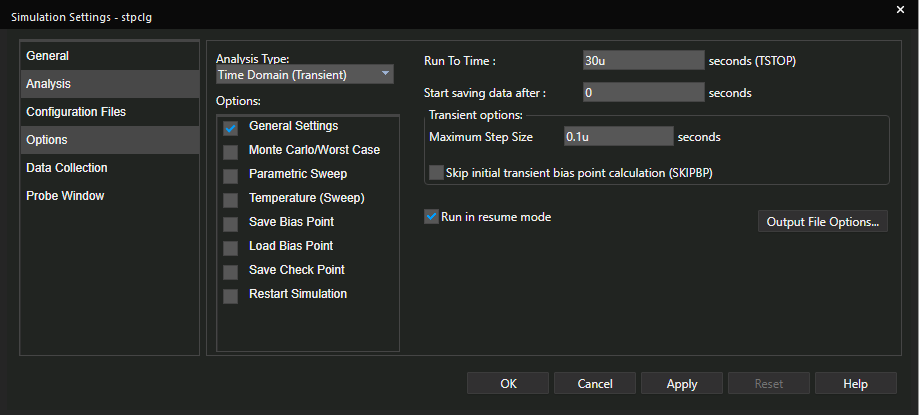 Simulation Settings - stpclg
×
General
Analysis
Configuration Files
Options
Data Collection
Probe Window
Analysis Type:
Time Domain (Transient)
Options:
General Settings
Monte Carlo/Worst Case
Parametric Sweep
Temperature (Sweep)
Save Bias Point
Load Bias Point
Save Check Point
Restart Simulation
Run To Time : 30u seconds (TSTOP)
Start saving data after : 0 seconds
Transient options:
Maximum Step Size 0.1u seconds
Skip initial transient bias point calculation (SKIPBP)
Run in resume mode
Output File Options...
OK Cancel Apply Reset Help